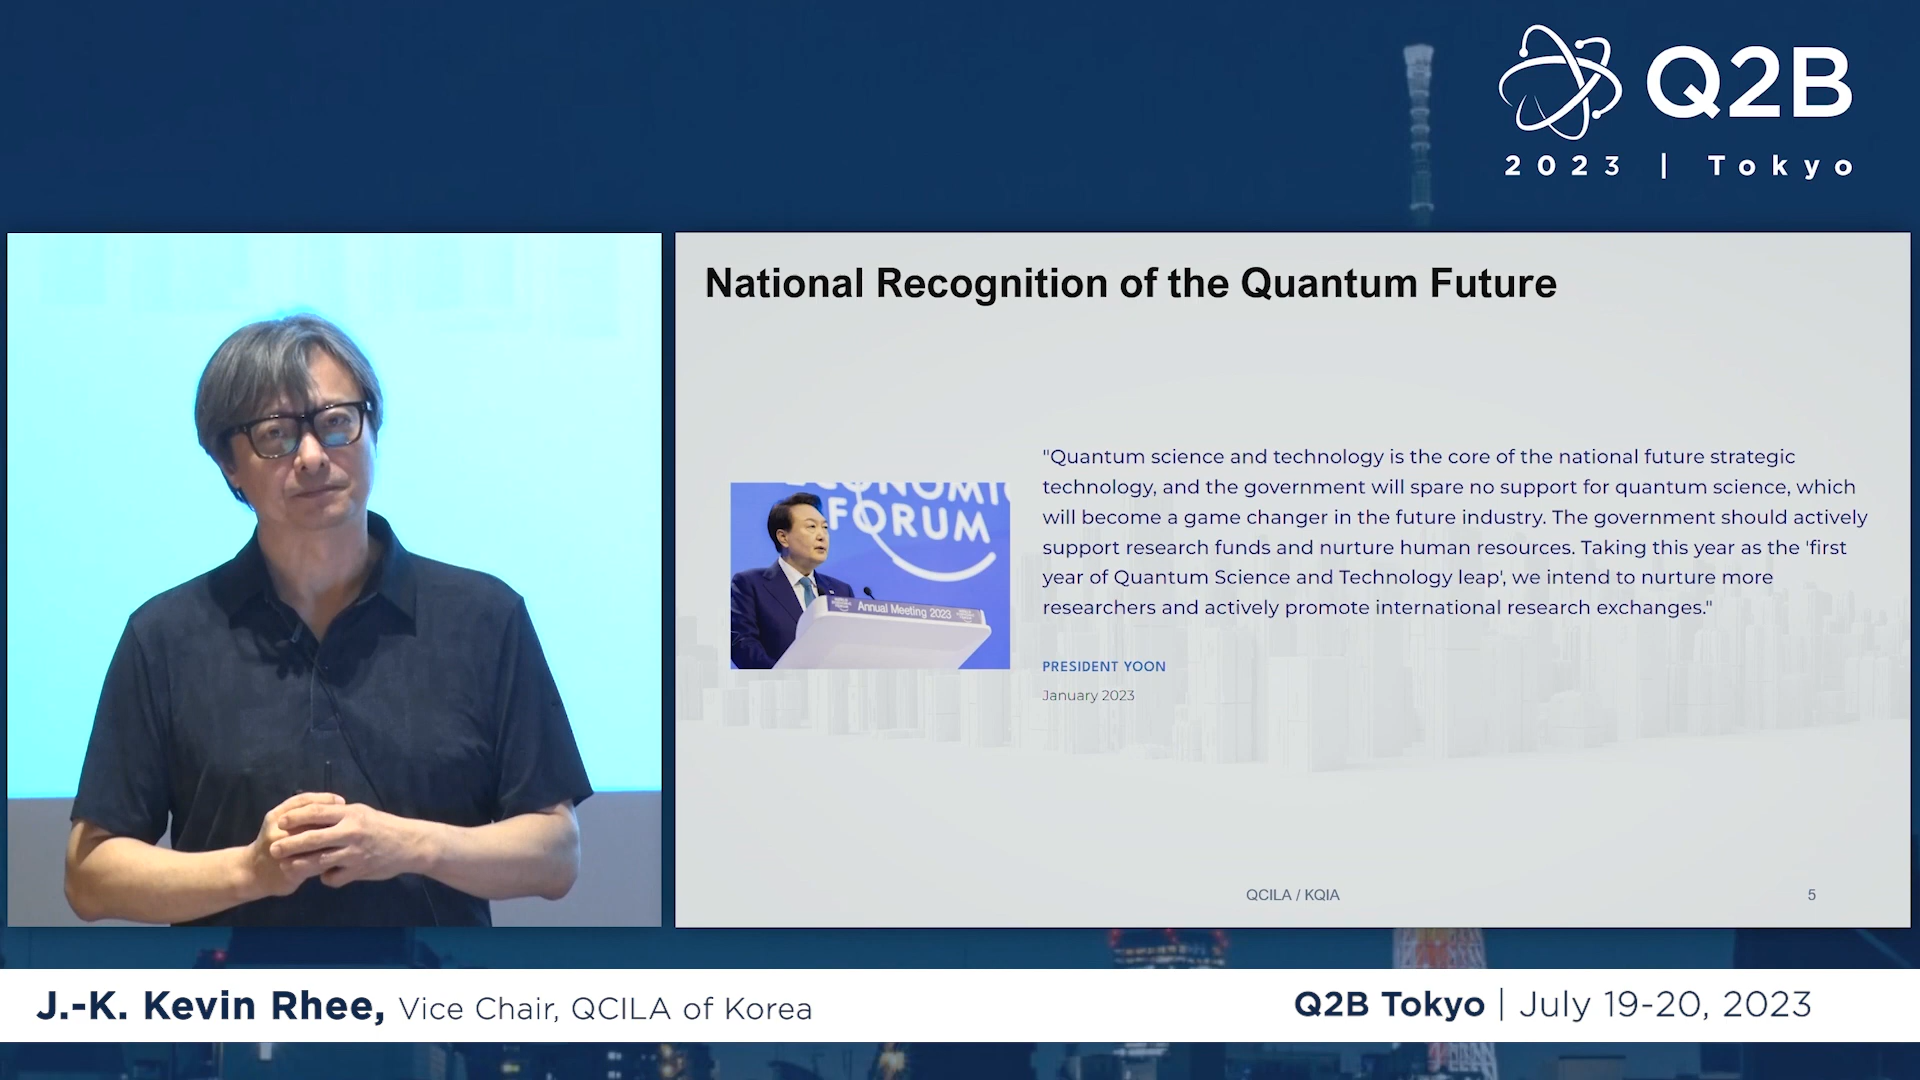 Q2B
2023 | Tokyo
National Recognition of the Quantum Future
"Quantum science and technology is the core of the national future strategic
technology, and the government will spare no support for quantum science, which
will become a game changer in the future industry. The government should actively
support research funds and nurture human resources. Taking this year as the 'first
year of Quantum Science and Technology leap', we intend to nurture more
researchers and actively promote international research exchanges."
ECONOMIC
FORUM
Annual Meeting 2023
PRESIDENT YOON
January 2023
QCILA / KQIA
5
J.-K. Kevin Rhee, Vice Chair, QCILA of Korea
Q2B Tokyo | July 19-20, 2023